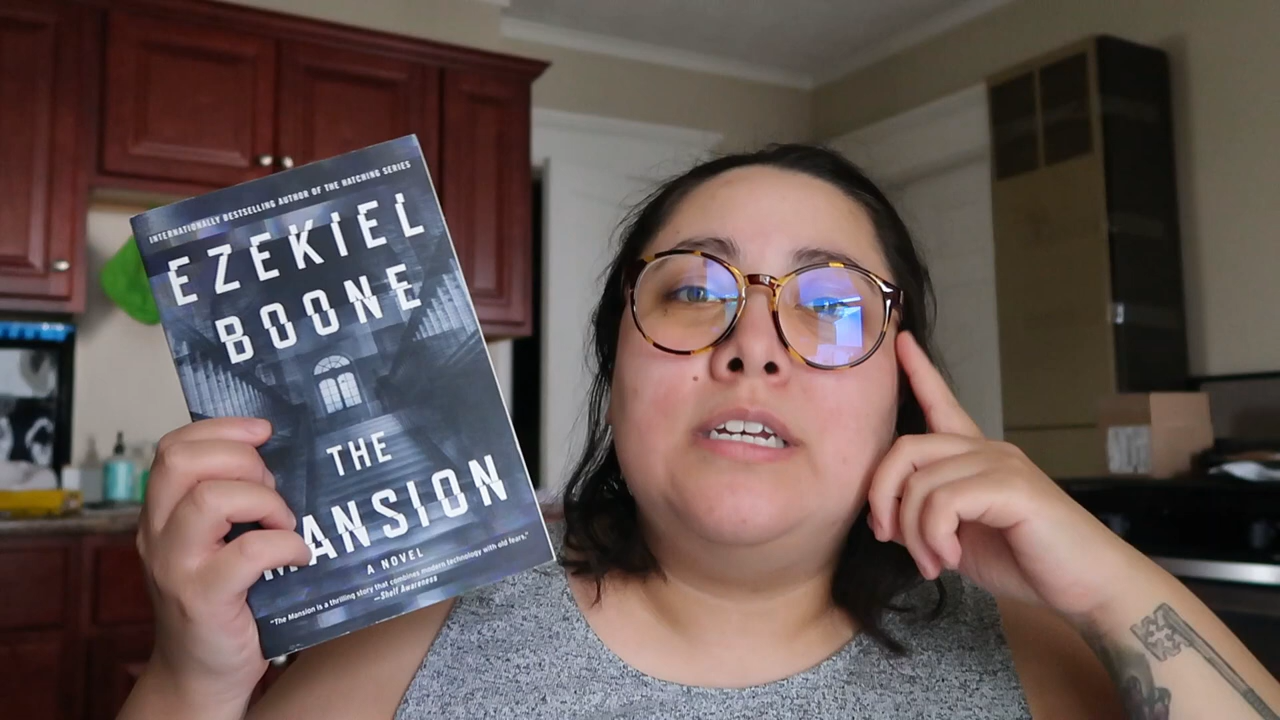 INTERNATIONALLY BESTSELLING AUTHOR OF THE HATCHING SERIES
EZEKIEL
BOONE
THE
MANSION
A NOVEL
"The Mansion is a thrilling story that combines modern technology with old fears."
—Shelf Awareness